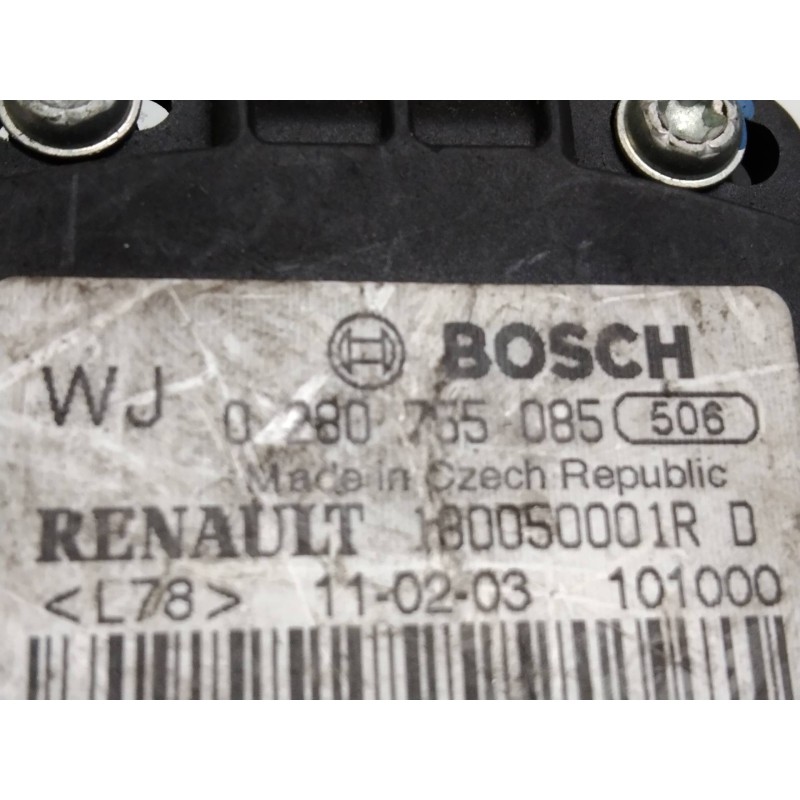 BOSCH
WJ 0 280 755 085 506
Made in Czech Republic
RENAULT 180050001R D
<L78> 11-02-03 101000